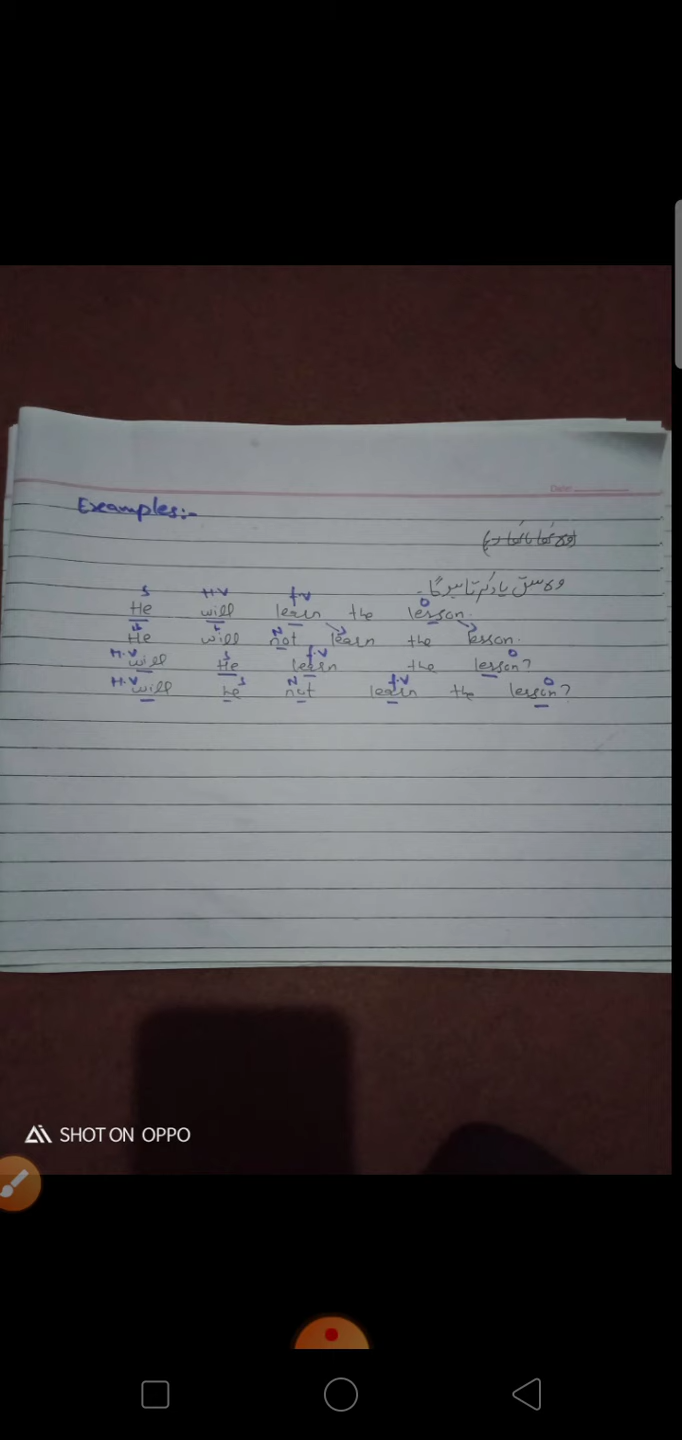 Date:
Examples:-
وہ سبق یاد کرتا ہوگا۔
S H.V f.v O
He will learn the lesson.
He will not learn the lesson.
N
H.V S f.v O
will He learn the lesson?
H.V S N f.v O
will he not learn the lesson?
SHOT ON OPPO